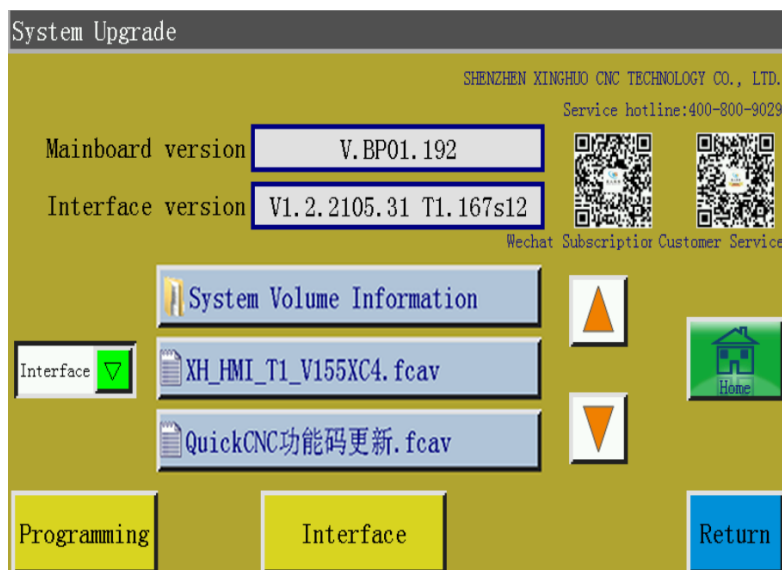 System Upgrade
SHENZHEN XINGHUO CNC TECHNOLOGY CO., LTD.
Service hotline:400-800-9029
Mainboard version
V.BP01.192
Interface version
V1.2.2105.31 T1.167s12
Wechat Subscription
Customer Service
System Volume Information
Interface
XH_HMI_T1_V155XC4.fcav
Home
QuickCNC功能码更新.fcav
Programming
Interface
Return